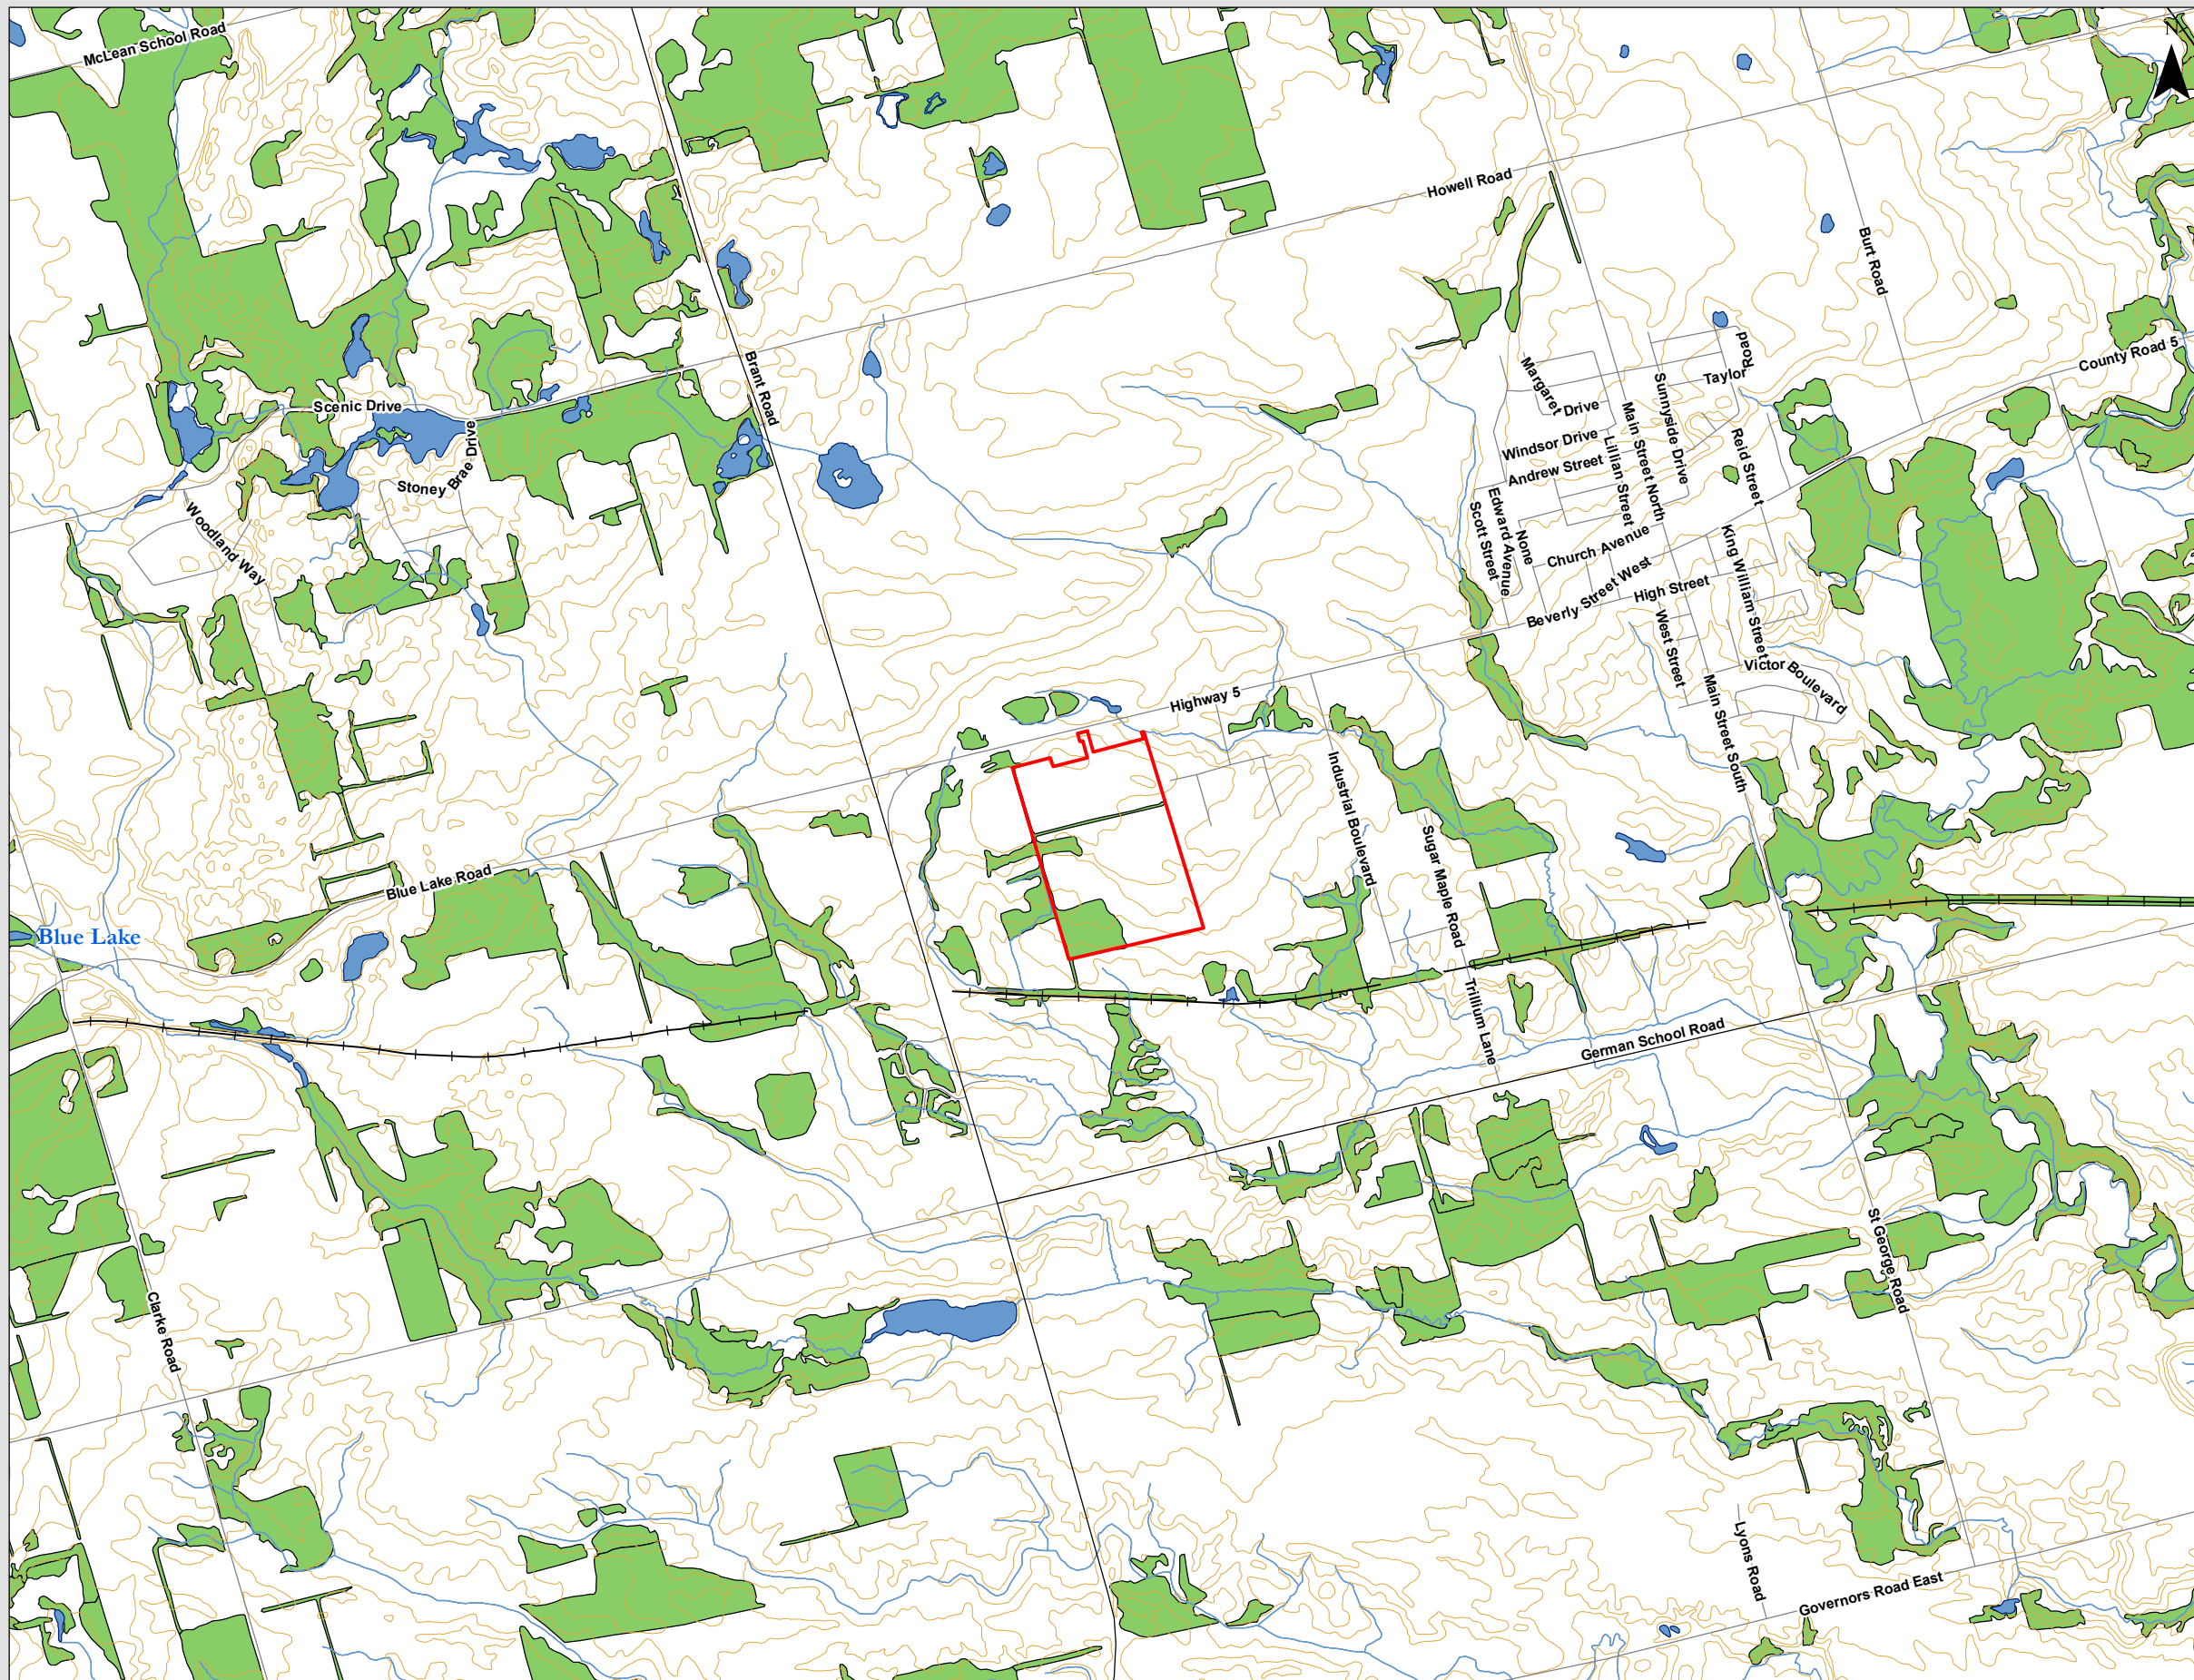 McLean School Road
N
Howell Road
Burt Road
County Road 5
Brant Road
Road
Taylor
Margaret
Drive
Sunnyside Drive
Scenic Drive
Main Street North
Windsor Drive
Lillian Street
Reid Street
Andrew Street
Stoney Brae Drive
Edward Avenue
Scott Street
Woodland Way
None
Church Avenue
King William Street
Beverly Street West
High Street
West Street
Victor Boulevard
Highway 5
Main Street South
Industrial Boulevard
Sugar Maple Road
Blue Lake Road
Blue Lake
Trillium Lane
German School Road
St George Road
Clarke Road
Lyons Road
Governors Road East